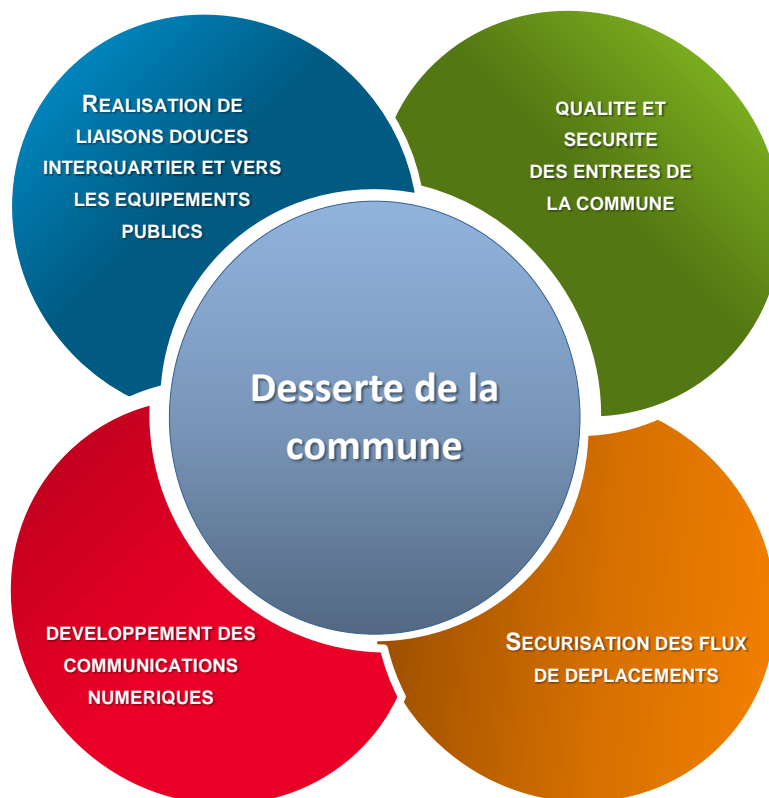 REALISATION DE
LIAISONS DOUCES
INTERQUARTIER ET VERS
LES EQUIPEMENTS
PUBLICS
QUALITE ET
SECURITE
DES ENTREES DE
LA COMMUNE
Desserte de la
commune
DEVELOPPEMENT DES
COMMUNICATIONS
NUMERIQUES
SECURISATION DES FLUX
DE DEPLACEMENTS